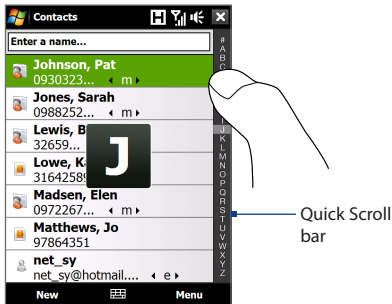 Contacts
H
Enter a name...
Johnson, Pat
0930323... m
Jones, Sarah
0988252... m
Lewis, B
32659...
Lowe, K
3164258
Madsen, Elen
0972267... m
Matthews, Jo
97864351
net_sy
net_sy@hotmail.... e
J
#
A
B
C
J
K
L
M
N
O
P
Q
R
S
T
U
V
W
X
Y
Z
Quick Scroll
bar
New Menu